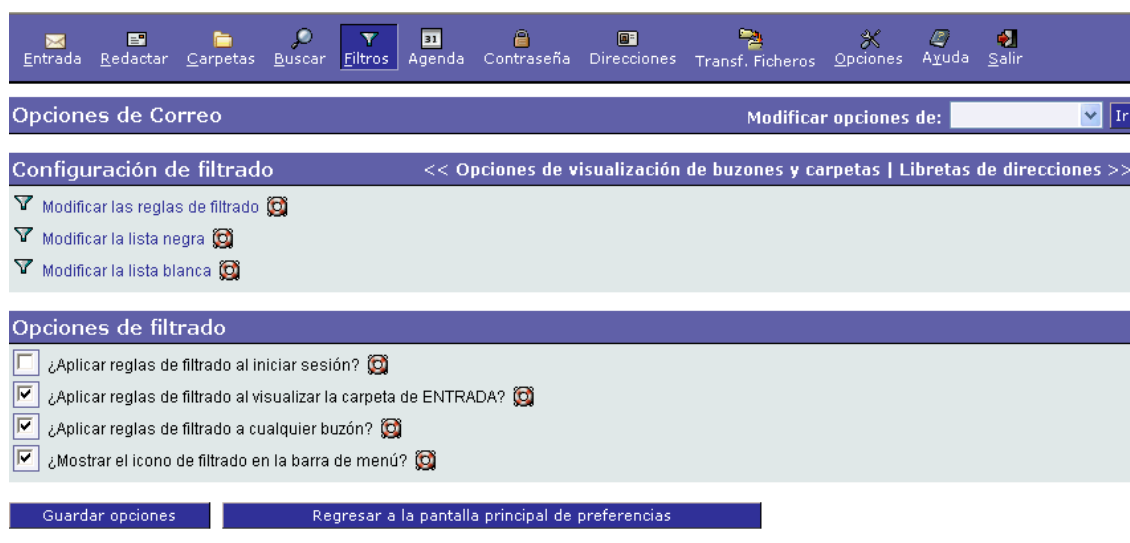 Entrada Redactar Carpetas Buscar Filtros Agenda Contraseña Direcciones Transf. Ficheros Opciones Ayuda Salir
Opciones de Correo Modificar opciones de: Ir
Configuración de filtrado << Opciones de visualización de buzones y carpetas | Libretas de direcciones >>
Modificar las reglas de filtrado
Modificar la lista negra
Modificar la lista blanca
Opciones de filtrado
¿Aplicar reglas de filtrado al iniciar sesión?
¿Aplicar reglas de filtrado al visualizar la carpeta de ENTRADA?
¿Aplicar reglas de filtrado a cualquier buzón?
¿Mostrar el icono de filtrado en la barra de menú?
Guardar opciones Regresar a la pantalla principal de preferencias